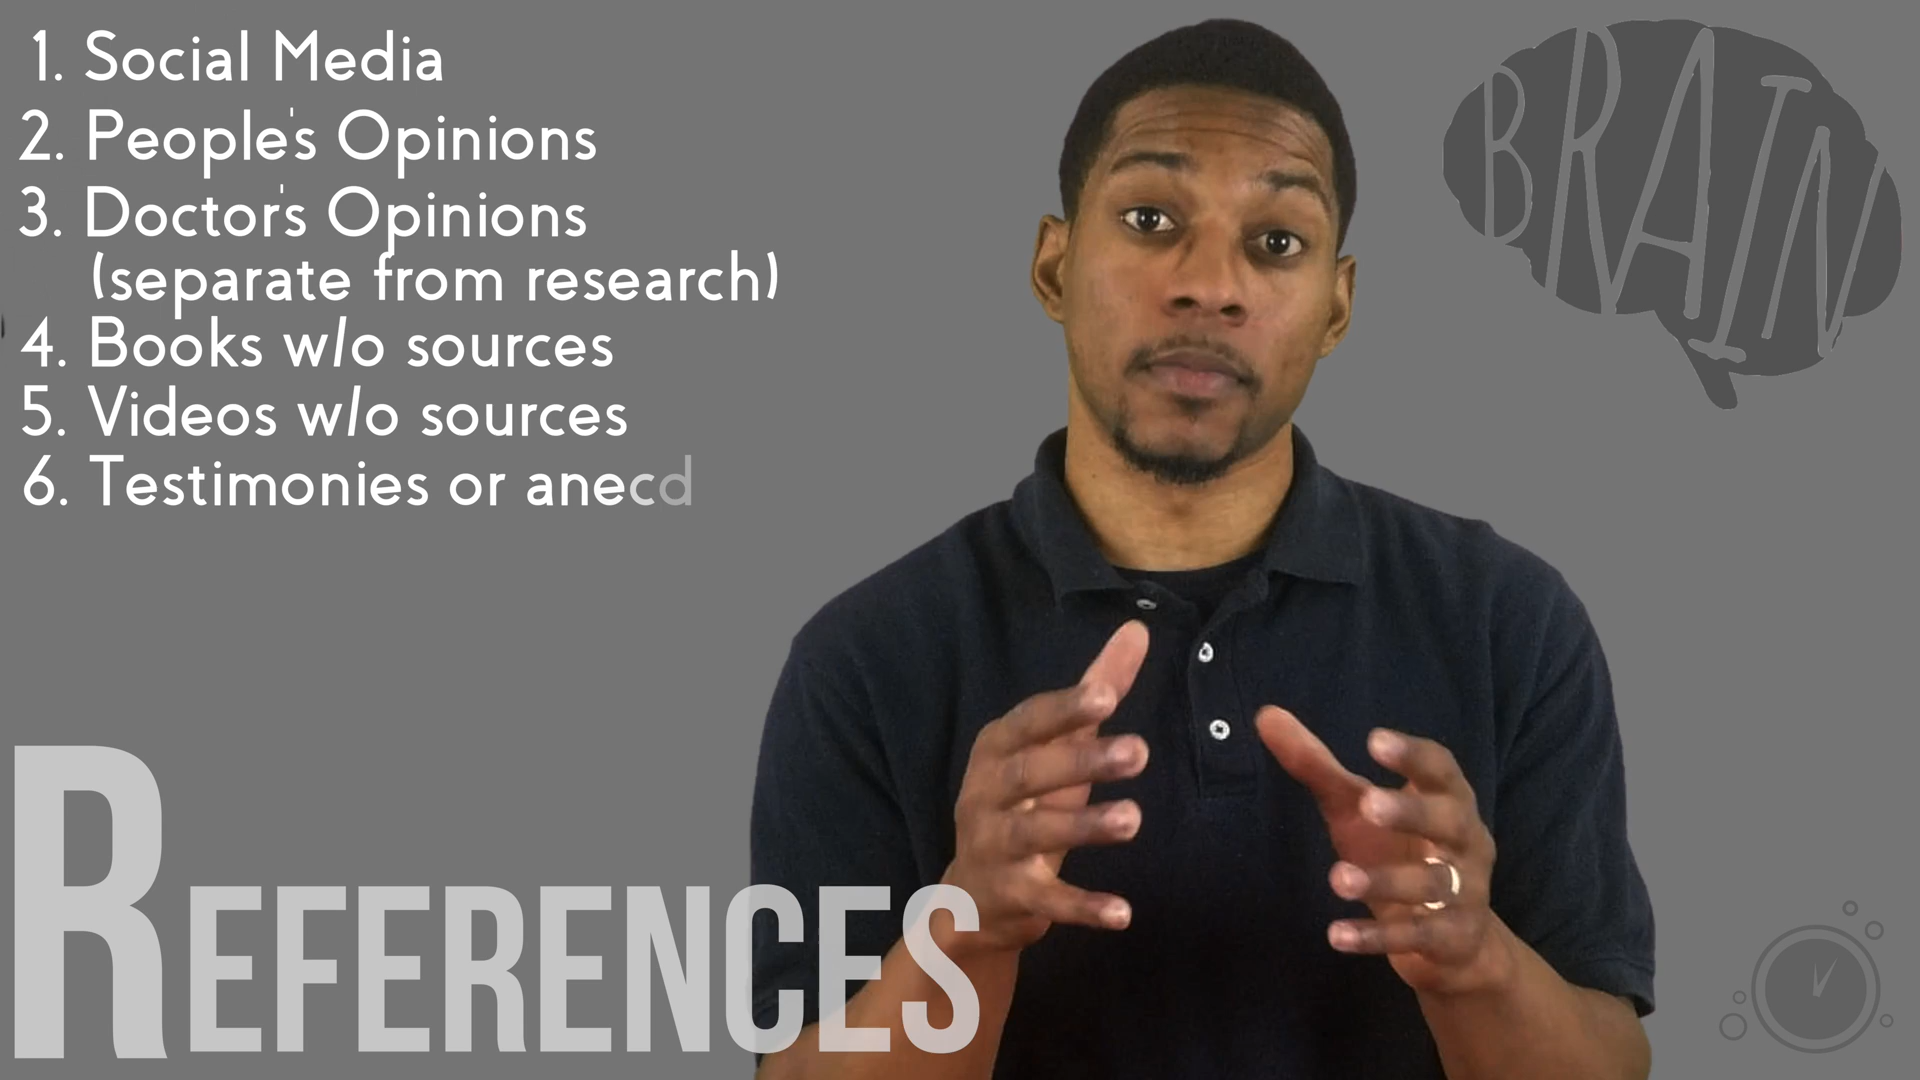 1. Social Media
2. People's Opinions
3. Doctor's Opinions
(separate from research)
4. Books w/o sources
5. Videos w/o sources
6. Testimonies or anecd
BRAIN
REFERENCES